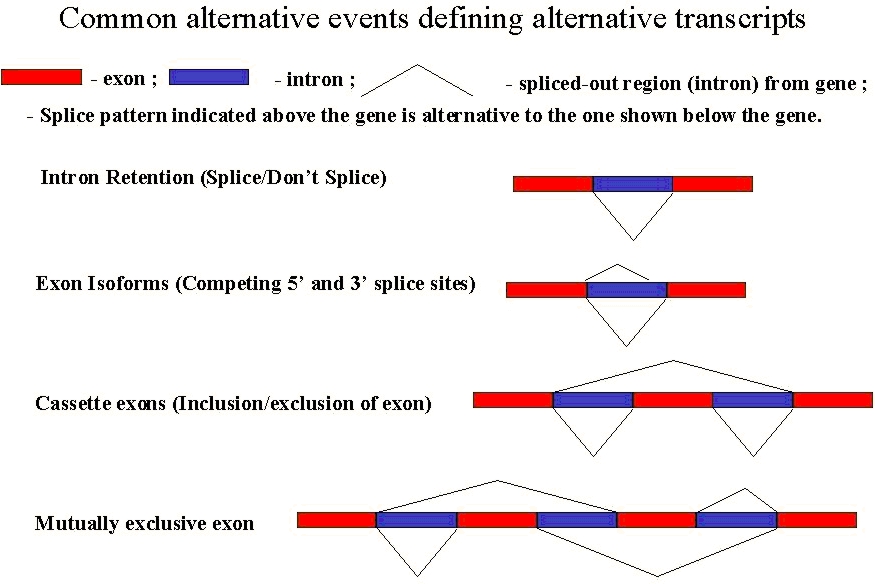 Common alternative events defining alternative transcripts
- exon ; - intron ; - spliced-out region (intron) from gene ;
- Splice pattern indicated above the gene is alternative to the one shown below the gene.
Intron Retention (Splice/Don’t Splice)
Exon Isoforms (Competing 5’ and 3’ splice sites)
Cassette exons (Inclusion/exclusion of exon)
Mutually exclusive exon